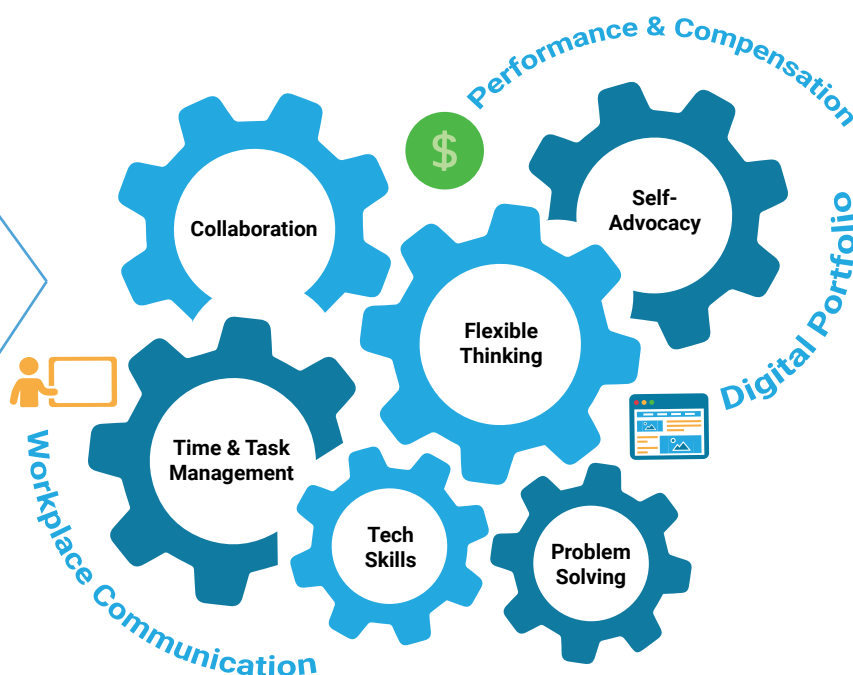 Performance & Compensation
$
Self-
Advocacy
Collaboration
Digital Portfolio
Flexible
Thinking
Time & Task
Management
Workplace Communication
Tech
Skills
Problem
Solving